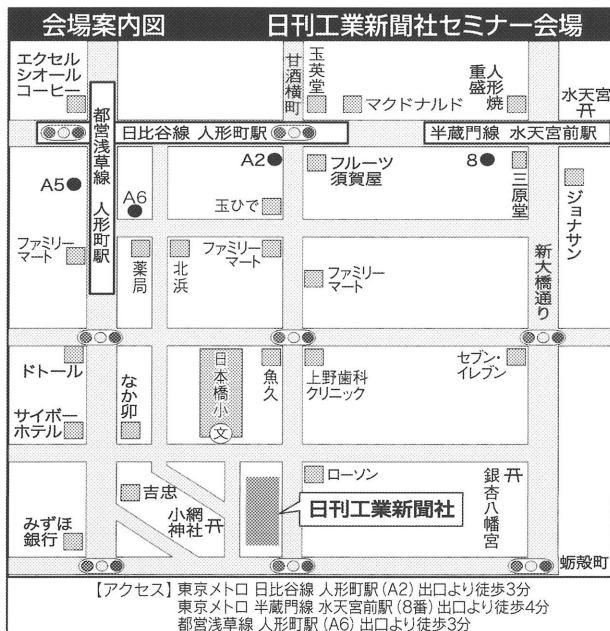 会場案内図
日刊工業新聞社セミナー会場
エクセル
シオール
コーヒー
甘酒横町
玉英堂
マクドナルド
重盛
人形焼
水天宮
日比谷線 人形町駅
半蔵門線 水天宮前駅
都営浅草線 人形町駅
A5
A6
A2
フルーツ
須賀屋
8
三原堂
ジョナサン
玉ひで
ファミリー
マート
薬局
北浜
ファミリー
マート
ファミリー
マート
新大橋通り
ドトール
なか卯
日本橋小
文
魚久
上野歯科
クリニック
セブン・
イレブン
サイボー
ホテル
吉忠
小網
神社
ローソン
日刊工業新聞社
銀杏八幡宮
みずほ
銀行
蛎殻町
【アクセス】東京メトロ 日比谷線 人形町駅(A2)出口より徒歩3分
東京メトロ 半蔵門線 水天宮前駅(8番)出口より徒歩4分
都営浅草線 人形町駅(A6)出口より徒歩3分